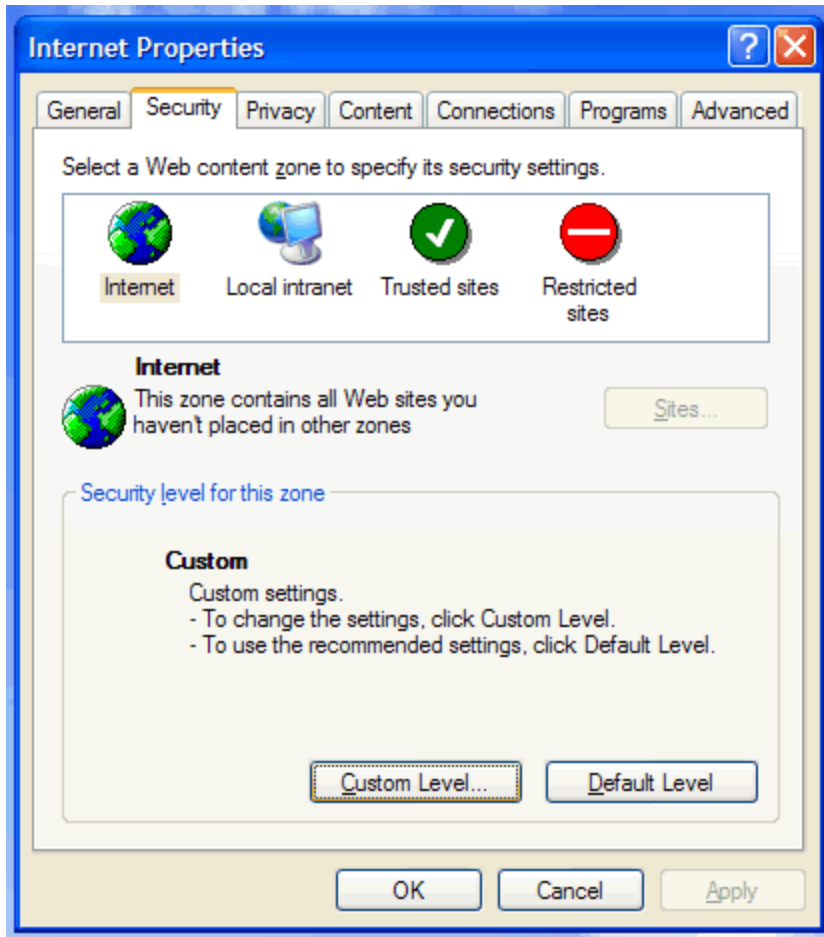 Internet Properties
?
General Security Privacy Content Connections Programs Advanced
Select a Web content zone to specify its security settings.
Internet Local intranet Trusted sites Restricted
sites
Internet
This zone contains all Web sites you
haven't placed in other zones
Sites...
Security level for this zone
Custom
Custom settings.
- To change the settings, click Custom Level.
- To use the recommended settings, click Default Level.
Custom Level... Default Level
OK Cancel Apply